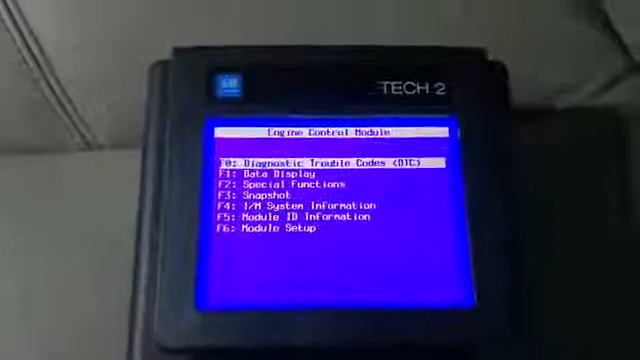 GM
TECH 2
Engine Control Module
F0: Diagnostic Trouble Codes (DTC)
F1: Data Display
F2: Special Functions
F3: Snapshot
F4: I/M System Information
F5: Module ID Information
F6: Module Setup